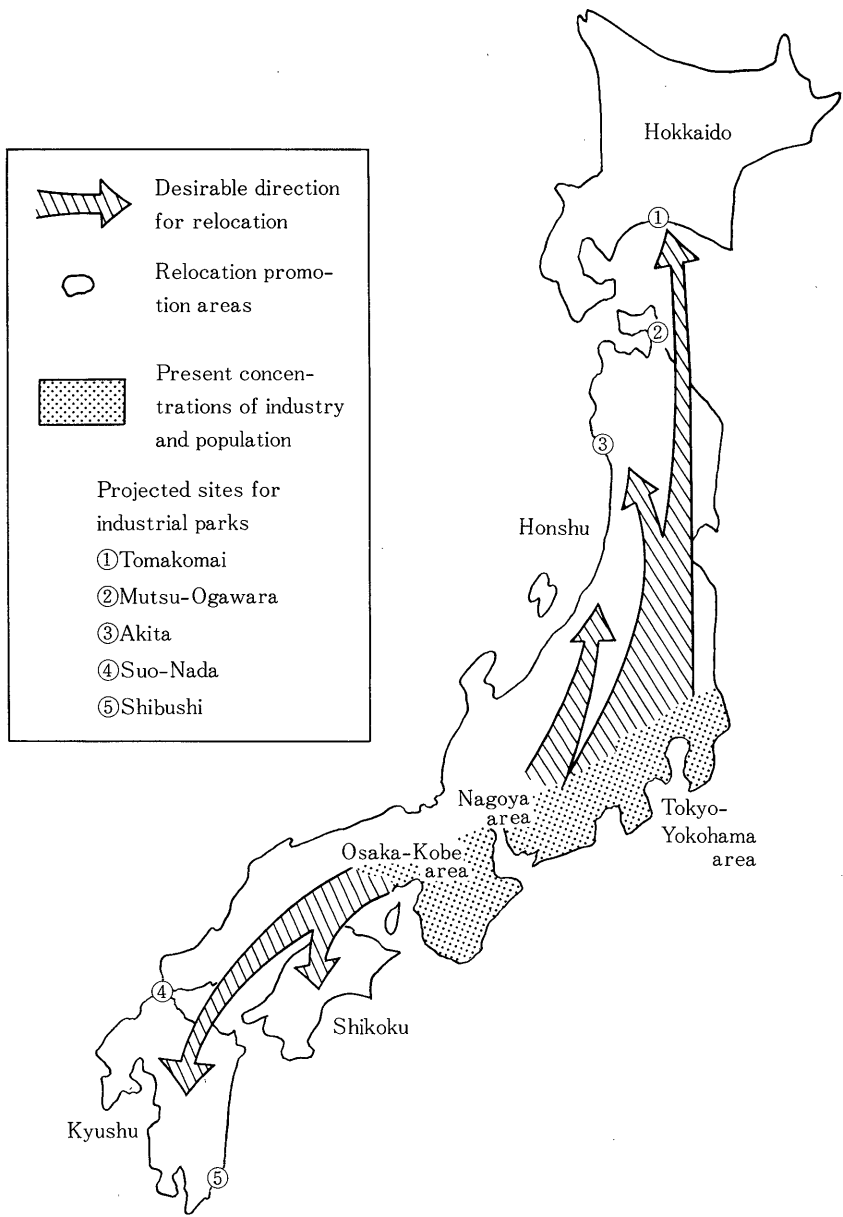 Desirable direction
for relocation
Relocation promo-
tion areas
Present concen-
trations of industry
and population
Projected sites for
industrial parks
①Tomakomai
②Mutsu-Ogawara
③Akita
④Suo-Nada
⑤Shibushi
Hokkaido
①
②
③
Honshu
Nagoya
area
Tokyo-
Yokohama
area
Osaka-Kobe
area
④
Shikoku
Kyushu
⑤